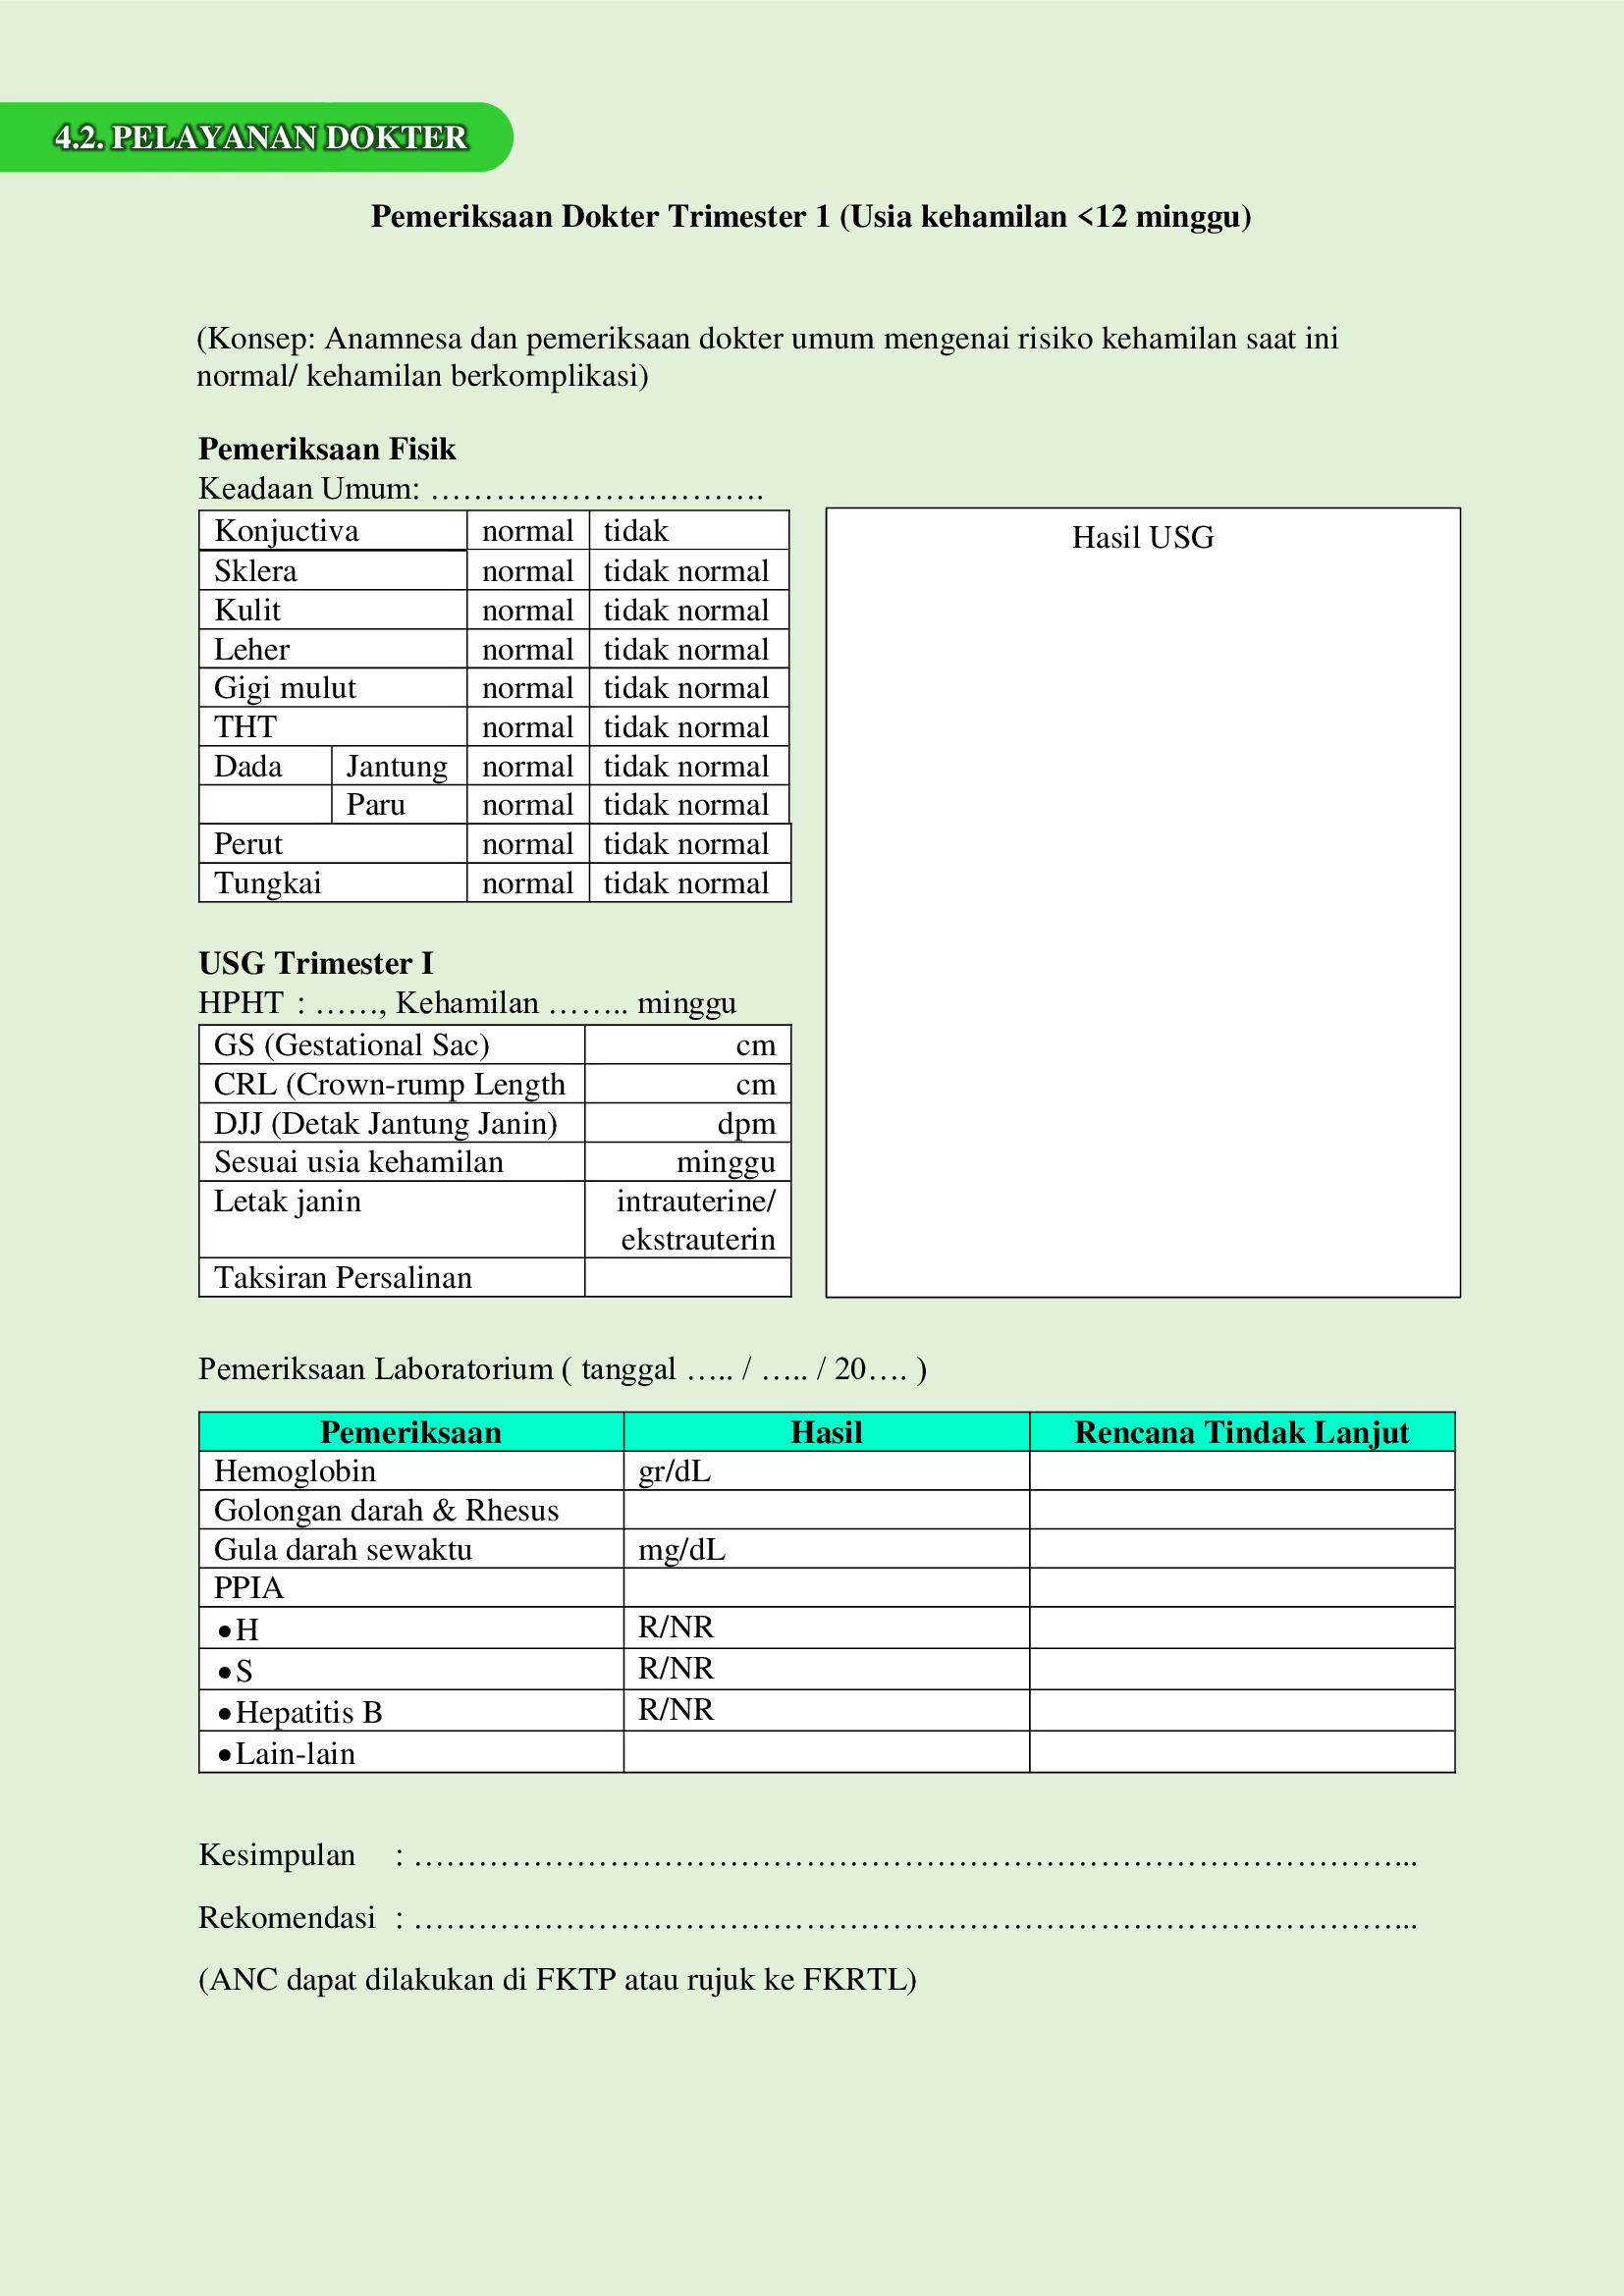 4.2. PELAYANAN DOKTER
Pemeriksaan Dokter Trimester 1 (Usia kehamilan <12 minggu)
(Konsep: Anamnesa dan pemeriksaan dokter umum mengenai risiko kehamilan saat ini
normal/ kehamilan berkomplikasi)
Pemeriksaan Fisik
Keadaan Umum: ………………………….
Konjuctiva normal tidak
Sklera normal tidak normal
Kulit normal tidak normal
Leher normal tidak normal
Gigi mulut normal tidak normal
THT normal tidak normal
Dada Jantung normal tidak normal
Paru normal tidak normal
Perut normal tidak normal
Tungkai normal tidak normal
Hasil USG
USG Trimester I
HPHT : ……, Kehamilan …….. minggu
GS (Gestational Sac) cm
CRL (Crown-rump Length cm
DJJ (Detak Jantung Janin) dpm
Sesuai usia kehamilan minggu
Letak janin intrauterine/
ekstrauterin
Taksiran Persalinan
Pemeriksaan Laboratorium ( tanggal ….. / ….. / 20…. )
Pemeriksaan Hasil Rencana Tindak Lanjut
Hemoglobin gr/dL
Golongan darah & Rhesus
Gula darah sewaktu mg/dL
PPIA
•H R/NR
•S R/NR
•Hepatitis B R/NR
•Lain-lain
Kesimpulan : ………………………………………………………………………………..
Rekomendasi : ………………………………………………………………………………..
(ANC dapat dilakukan di FKTP atau rujuk ke FKRTL)